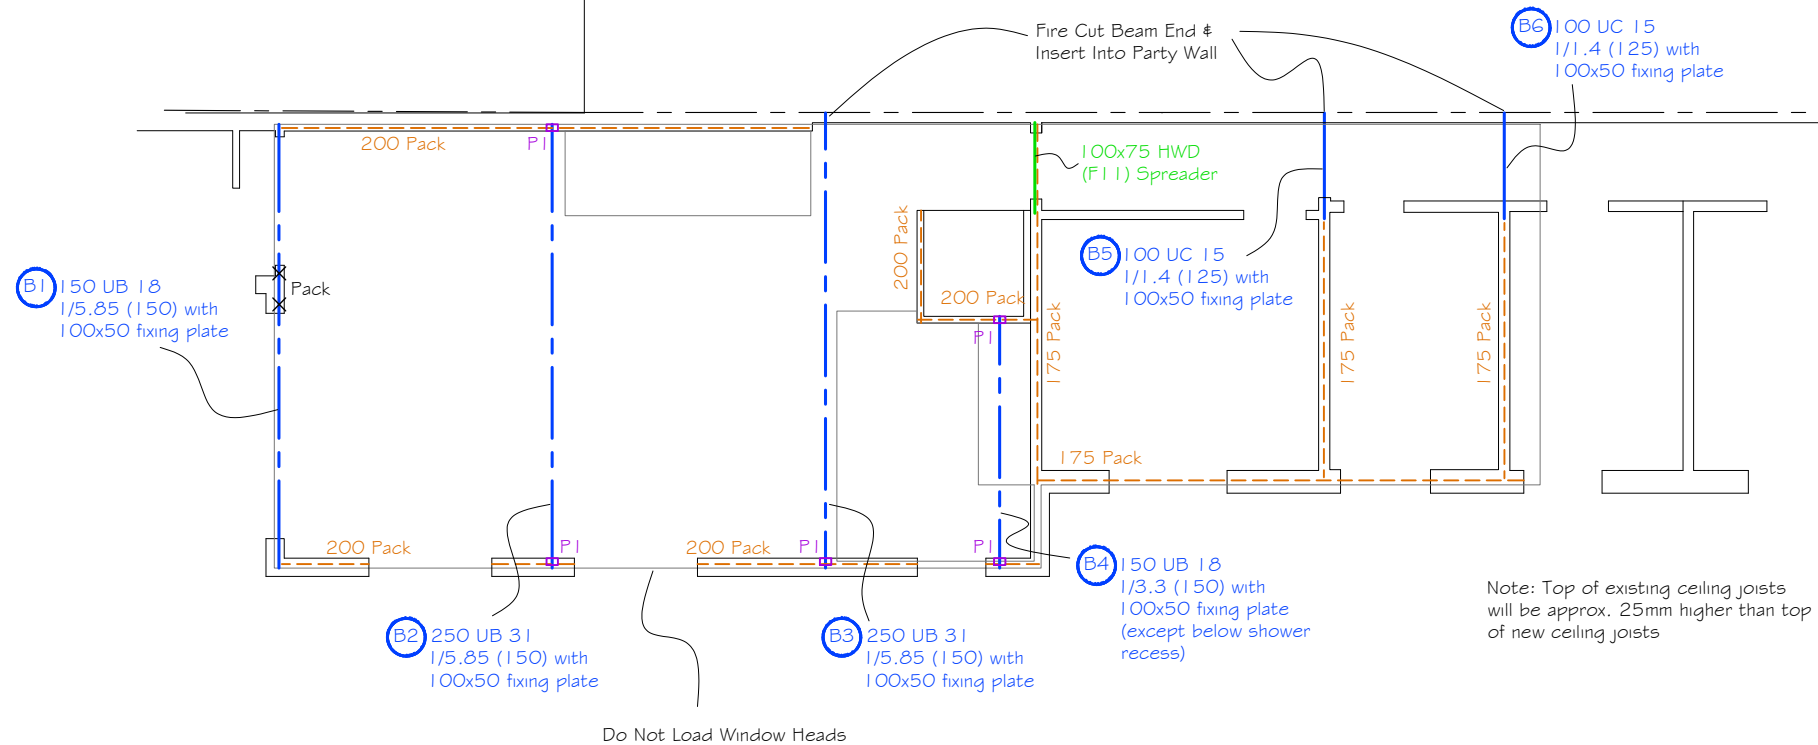 Fire Cut Beam End &
Insert Into Party Wall
B6
100 UC 15
1/1.4 (125) with
100x50 fixing plate
200 Pack
P1
100x75 HWD
(F11) Spreader
200 Pack
B5
100 UC 15
1/1.4 (125) with
100x50 fixing plate
B1
150 UB 18
1/5.85 (150) with
100x50 fixing plate
Pack
200 Pack
P1
175 Pack
175 Pack
175 Pack
175 Pack
200 Pack
P1
200 Pack
P1
P1
B4
150 UB 18
1/3.3 (150) with
100x50 fixing plate
(except below shower
recess)
Note: Top of existing ceiling joists
will be approx. 25mm higher than top
of new ceiling joists
B2
250 UB 31
1/5.85 (150) with
100x50 fixing plate
B3
250 UB 31
1/5.85 (150) with
100x50 fixing plate
Do Not Load Window Heads